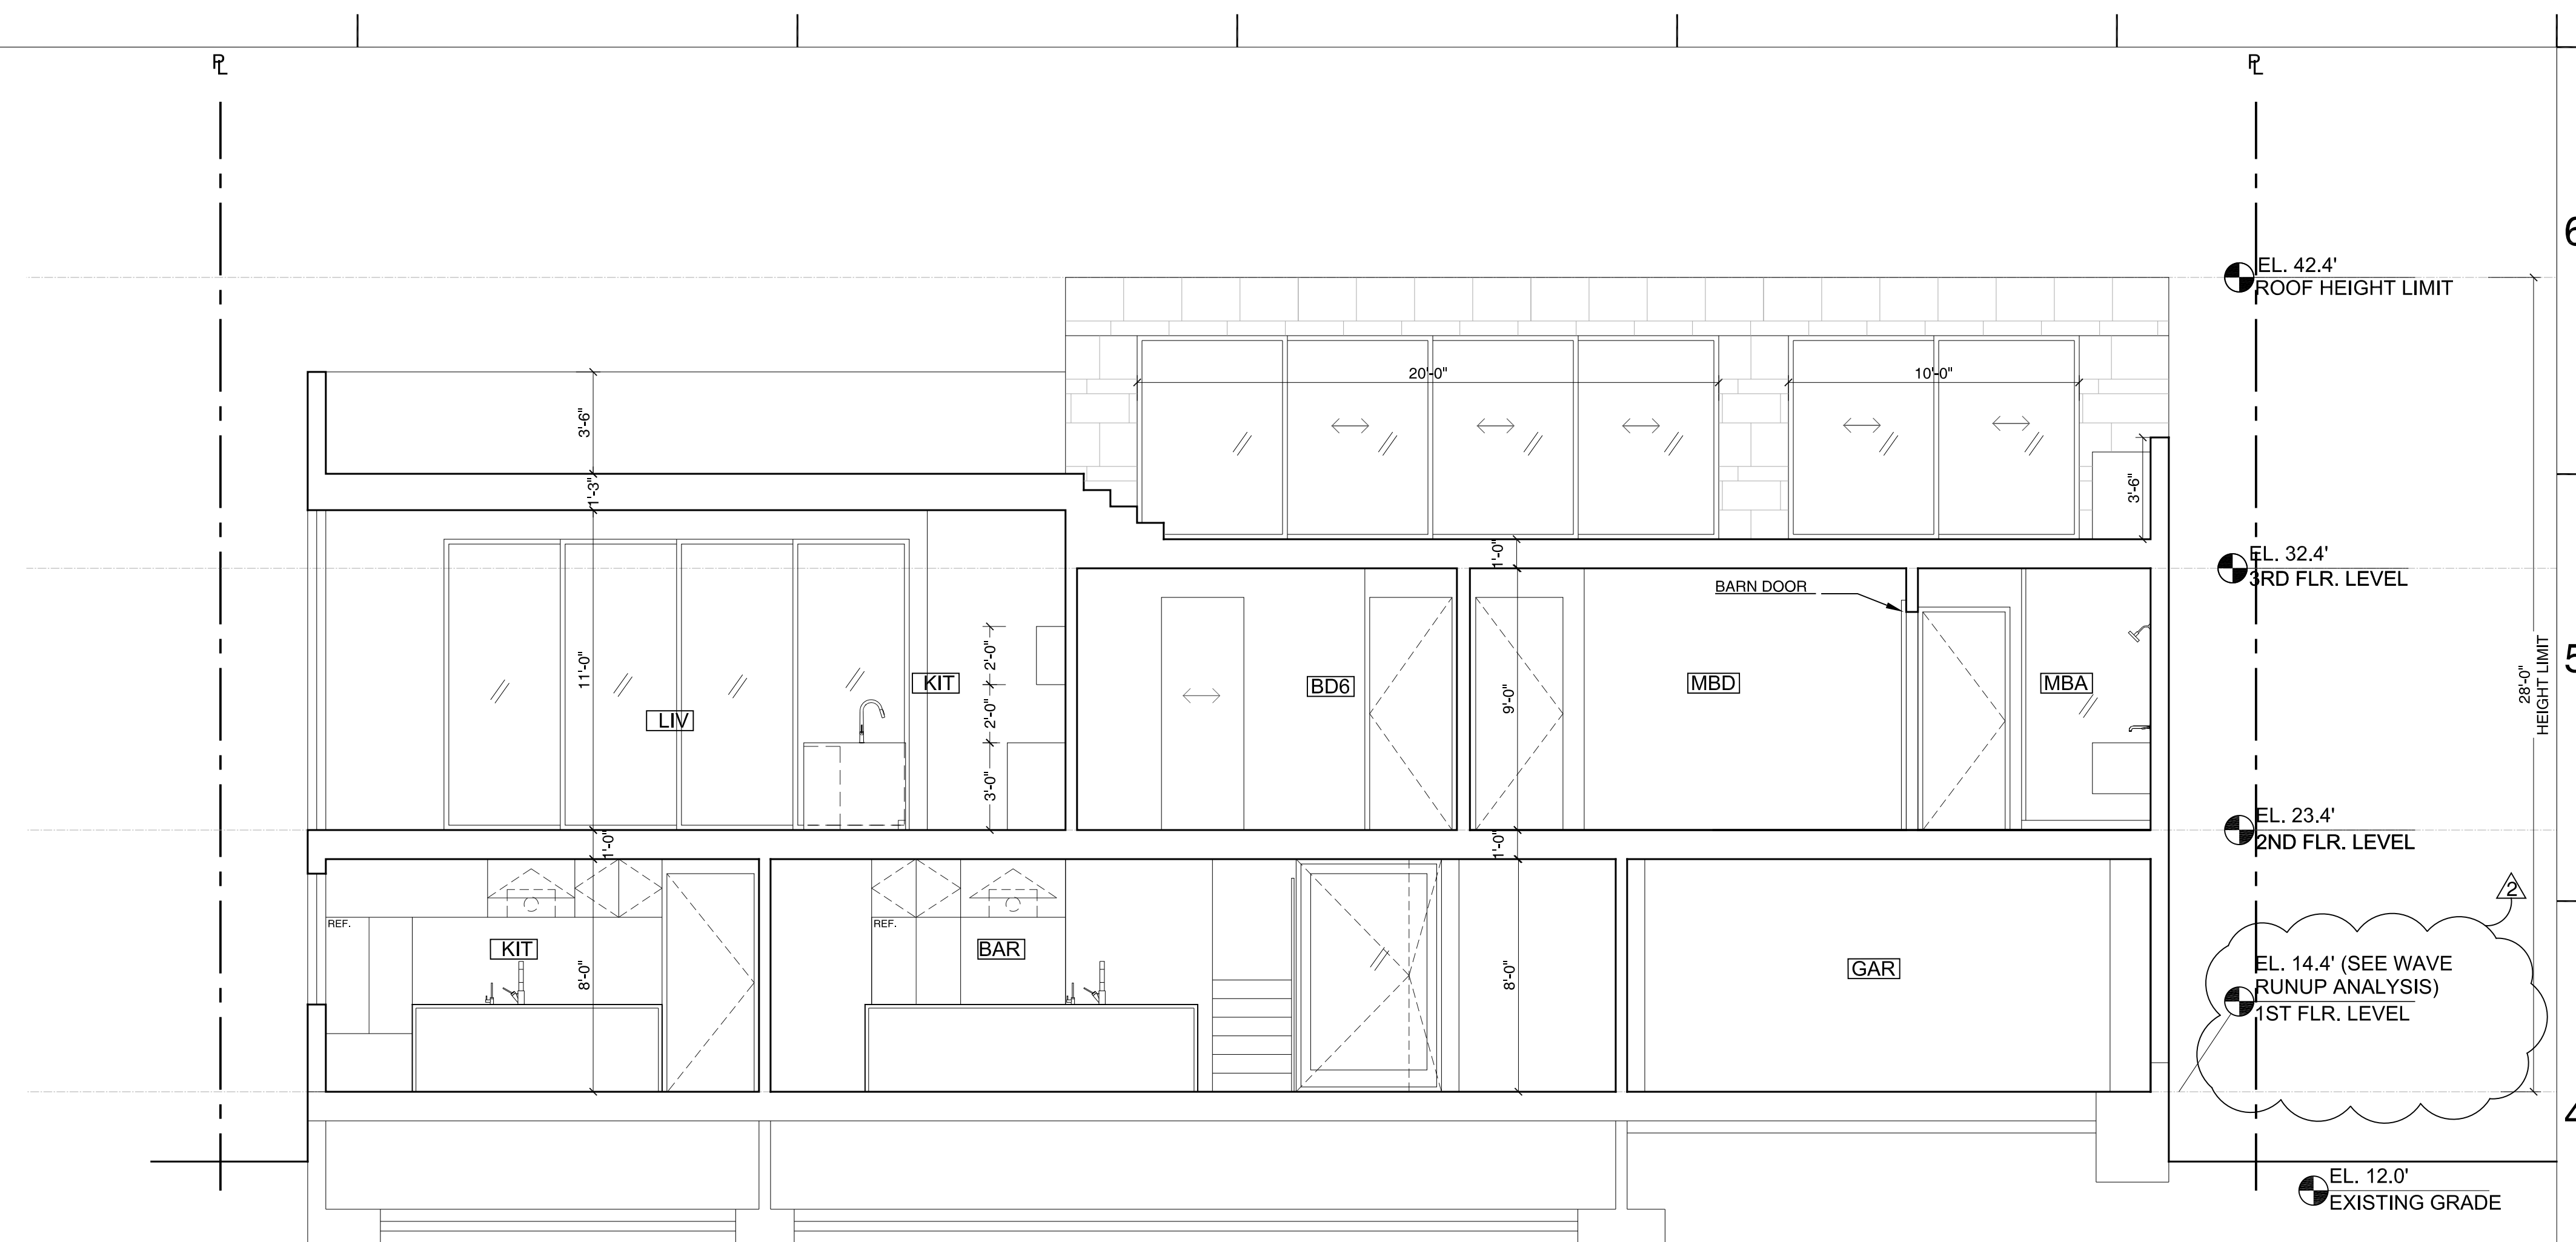 PL
PL
6
EL. 42.4'
ROOF HEIGHT LIMIT
20'-0"
10'-0"
3'-6"
3'-6"
1'-3"
1'-0"
EL. 32.4'
3RD FLR. LEVEL
BARN DOOR
11'-0"
2'-0"
2'-0"
3'-0"
KIT
LIV
BD6
9'-0"
MBD
MBA
28'-0"
HEIGHT LIMIT
5
EL. 23.4'
2ND FLR. LEVEL
1'-0"
1'-0"
2
REF.
REF.
KIT
BAR
8'-0"
8'-0"
GAR
EL. 14.4' (SEE WAVE
RUNUP ANALYSIS)
1ST FLR. LEVEL
4
EL. 12.0'
EXISTING GRADE